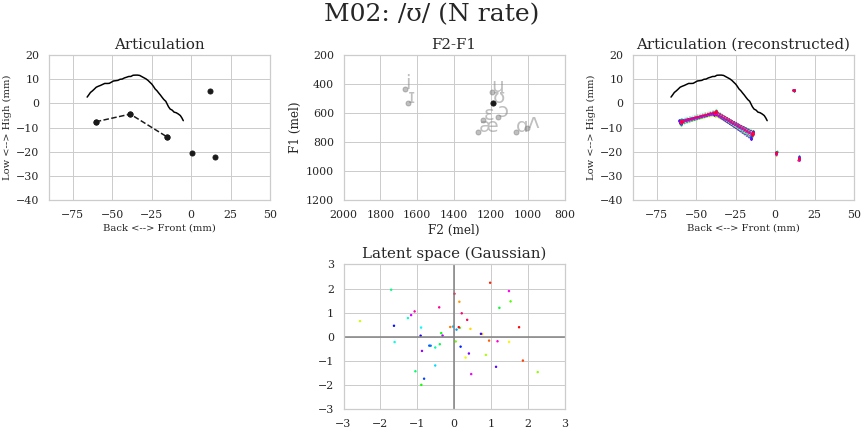 M02: /ʊ/ (N rate)
Articulation
F2-F1
Articulation (reconstructed)
20
10
0
−10
−20
−30
−40
Low <--> High (mm)
−75
−50
−25
0
25
50
Back <--> Front (mm)
200
400
600
800
1000
1200
F1 (mel)
2000
1800
1600
1400
1200
1000
800
F2 (mel)
j
ɪ
ʊ
ɛ
ɔ
æ
ɑ
ʌ
20
10
0
−10
−20
−30
−40
Low <--> High (mm)
−75
−50
−25
0
25
50
Back <--> Front (mm)
Latent space (Gaussian)
3
2
1
0
−1
−2
−3
−3
−2
−1
0
1
2
3